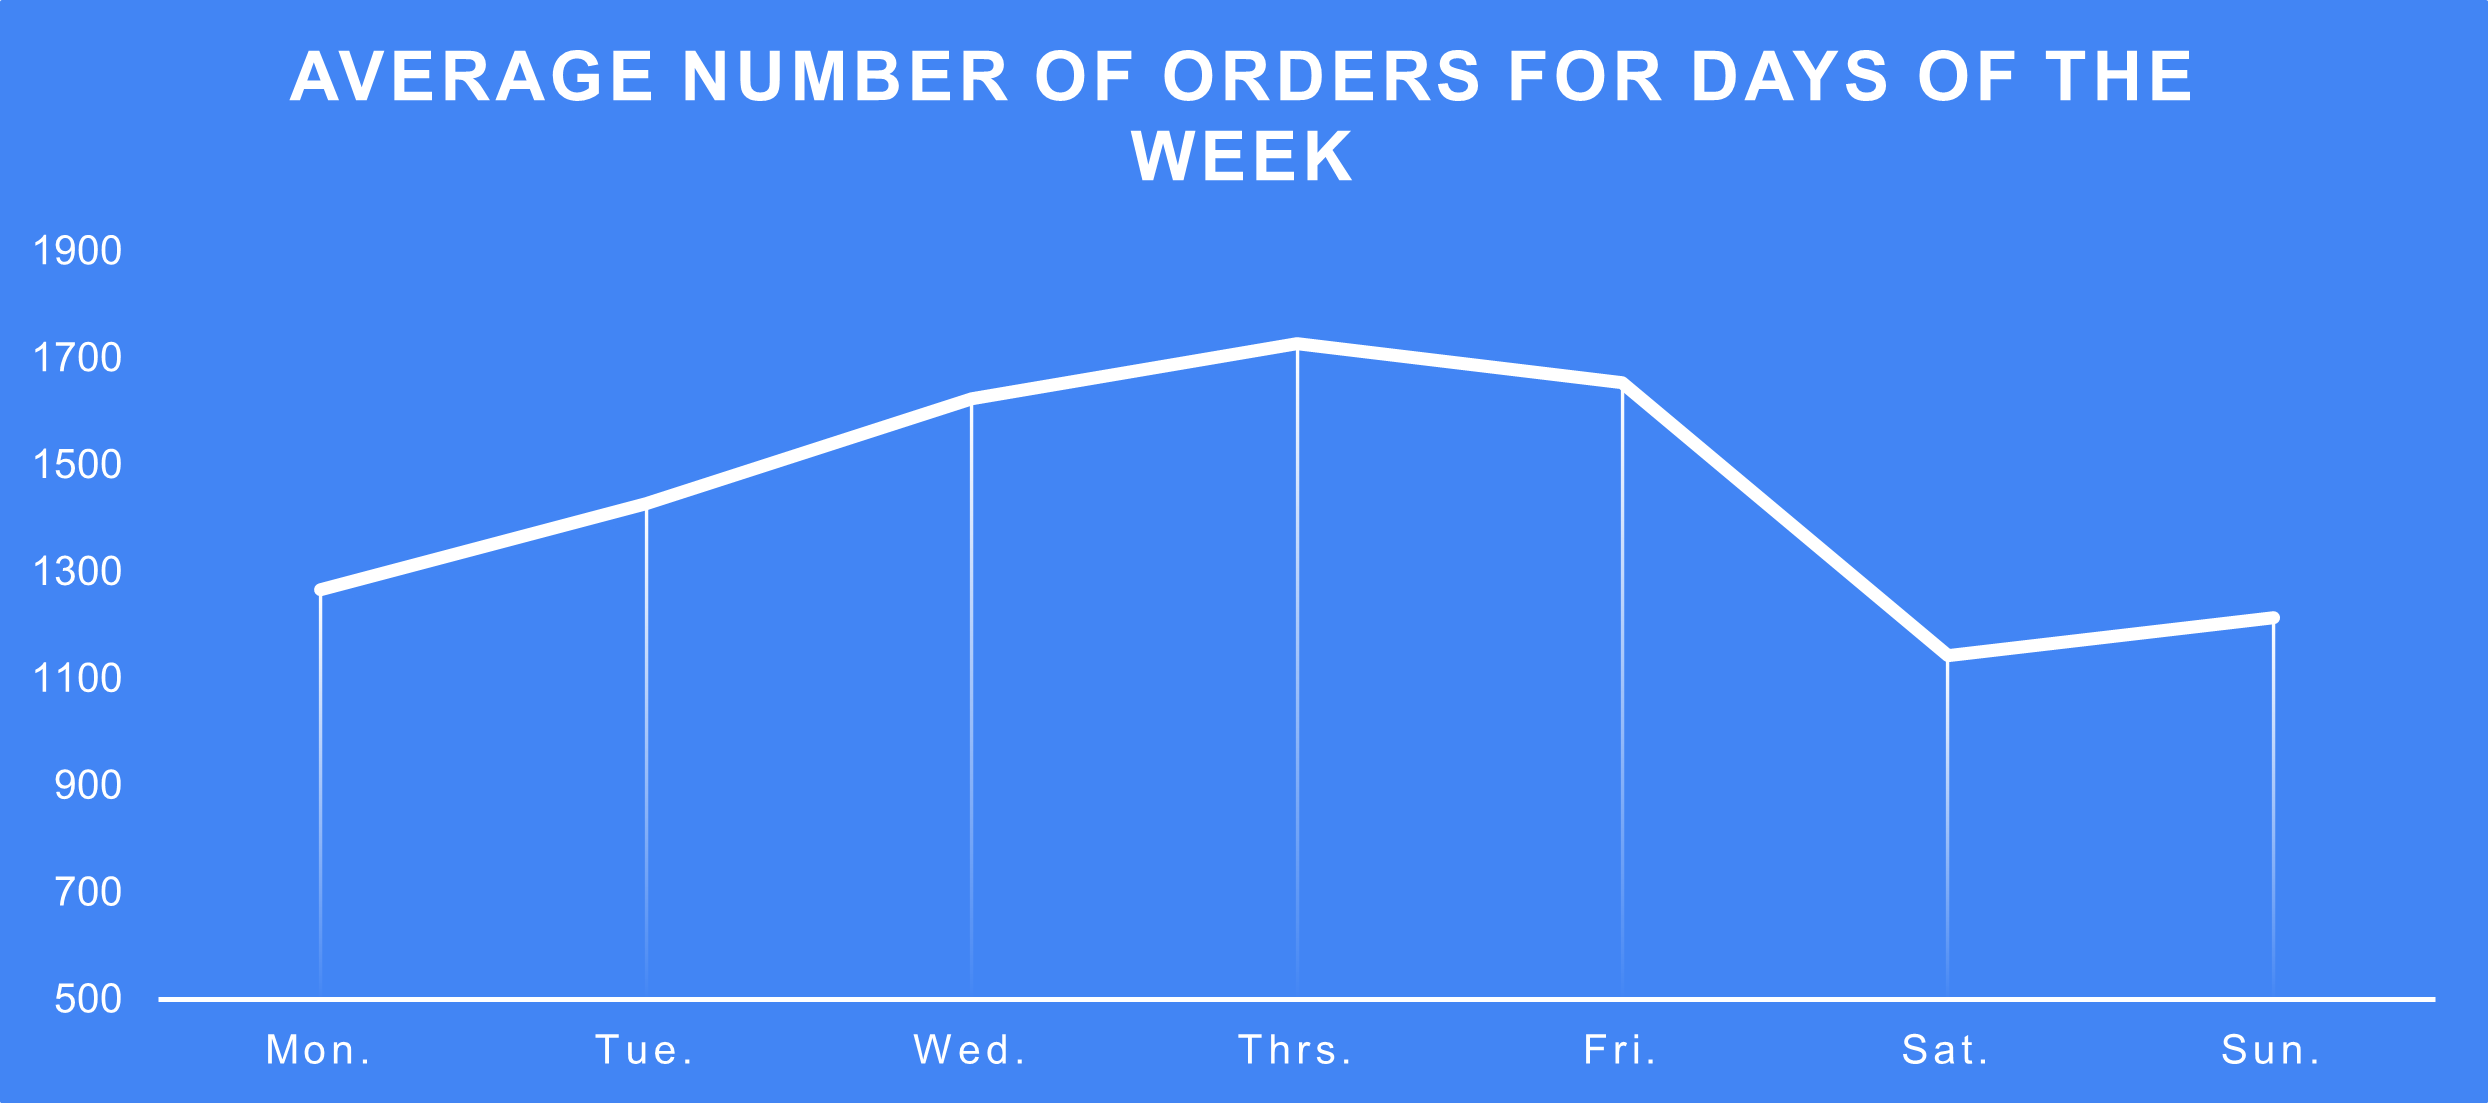 AVERAGE NUMBER OF ORDERS FOR DAYS OF THE
WEEK
1900
1700
1500
1300
1100
900
700
500
Mon. Tue. Wed. Thrs. Fri. Sat. Sun.